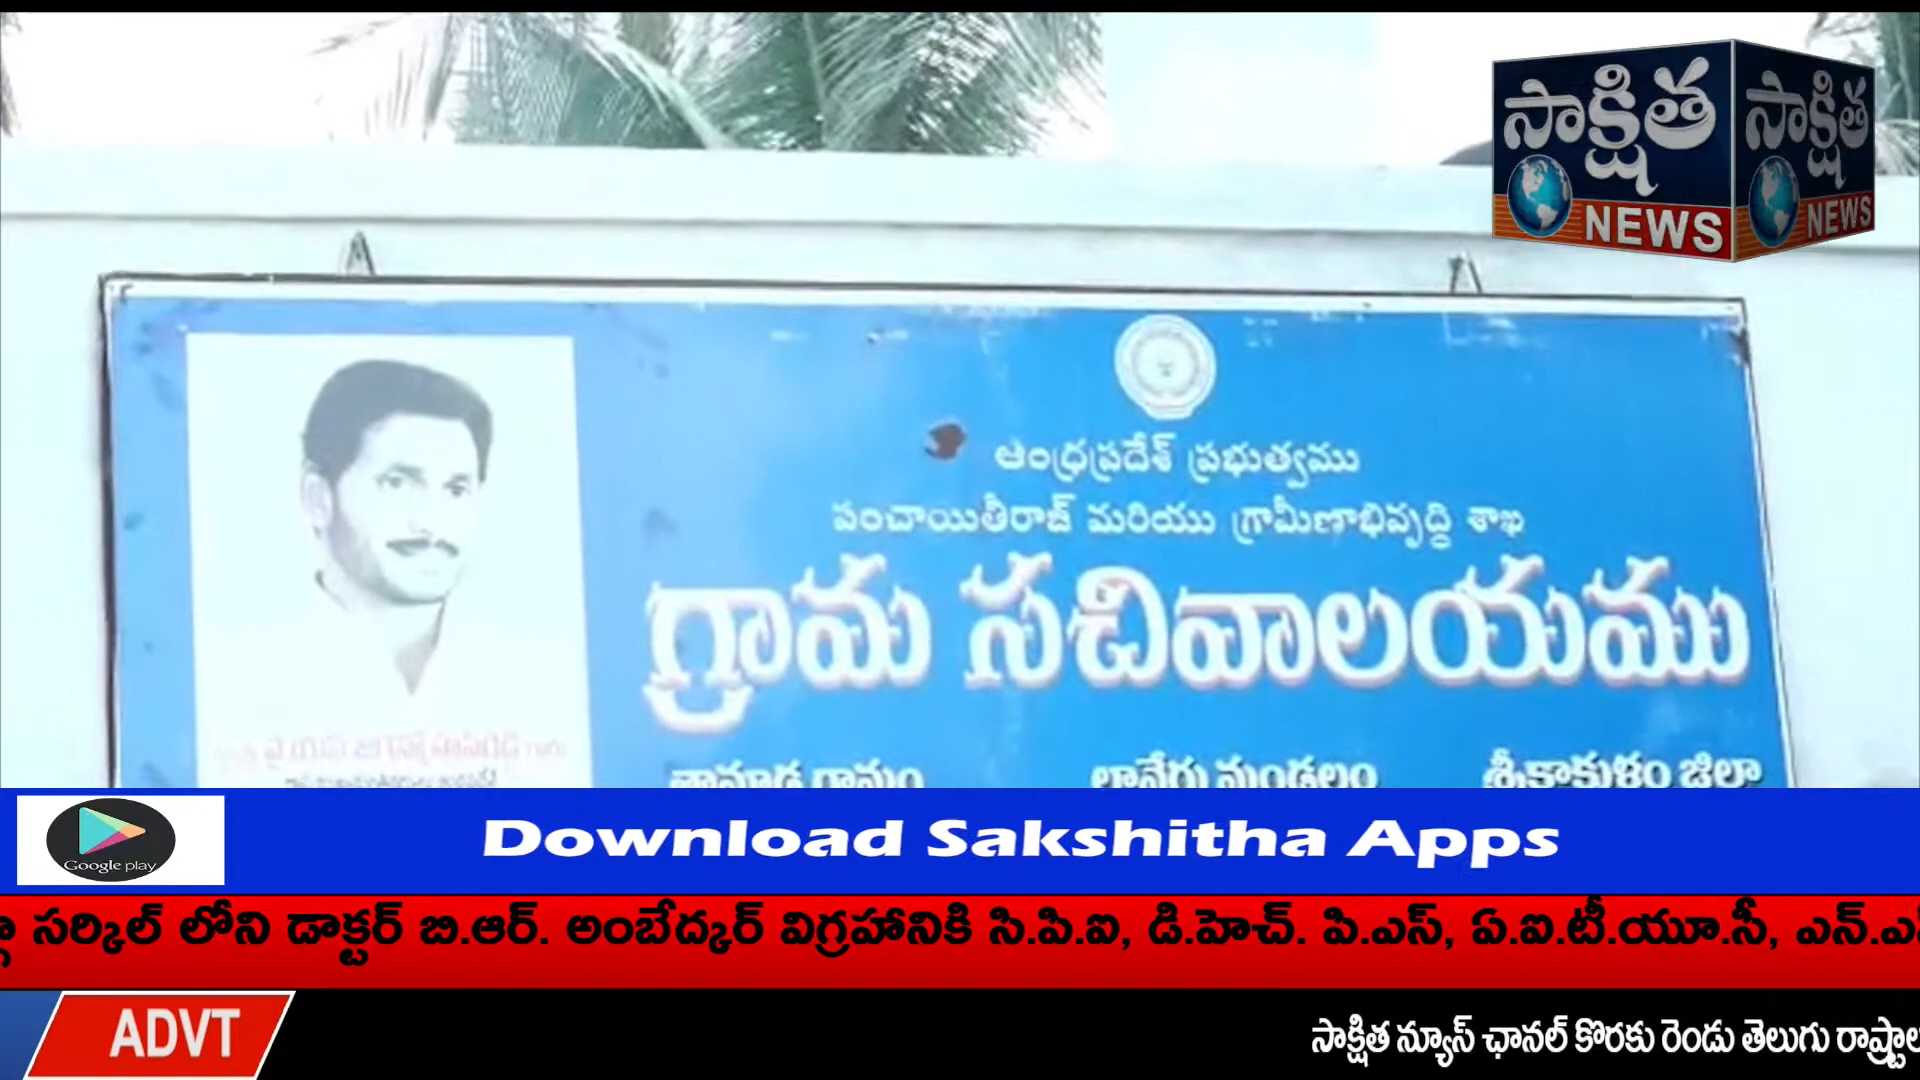 సాక్షిత
NEWS
సాక్షిత
NEWS
ఆంధ్రప్రదేశ్ ప్రభుత్వము
పంచాయితీరాజ్ మరియు గ్రామీణాభివృద్ధి శాఖ
గ్రామ సచివాలయము
తామాడ గ్రామం లావేరు మండలం శ్రీకాకుళం జిల్లా
Google play
Download Sakshitha Apps
సర్కిల్ లోని డాక్టర్ బి.ఆర్. అంబేద్కర్ విగ్రహానికి సి.పి.ఐ, డి.హెచ్. పి.ఎస్, ఏ.ఐ.టీ.యూ.సీ,
ADVT
సాక్షిత న్యూస్ ఛానల్ కొరకు రెండు తెలుగు